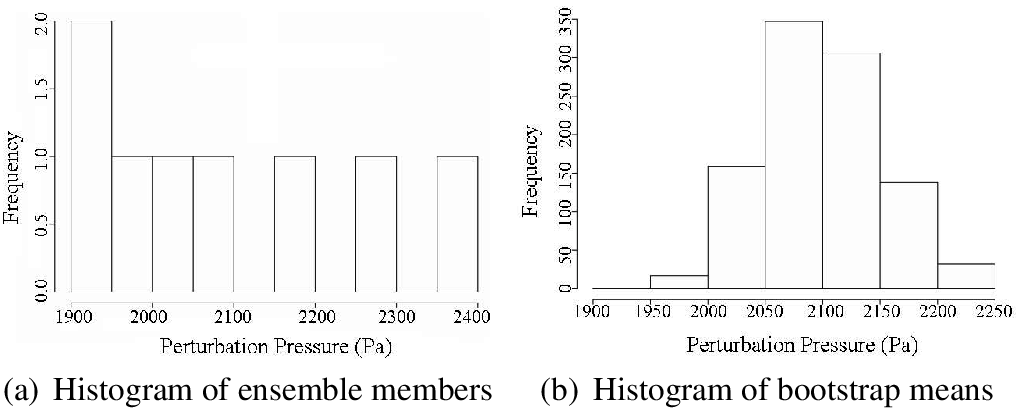 Frequency
2.0
1.5
1.0
0.5
0.0
1900 2000 2100 2200 2300 2400
Perturbation Pressure (Pa)
(a) Histogram of ensemble members
Frequency
350
300
250
200
150
100
50
0
1900 1950 2000 2050 2100 2150 2200 2250
Perturbation Pressure (Pa)
(b) Histogram of bootstrap means